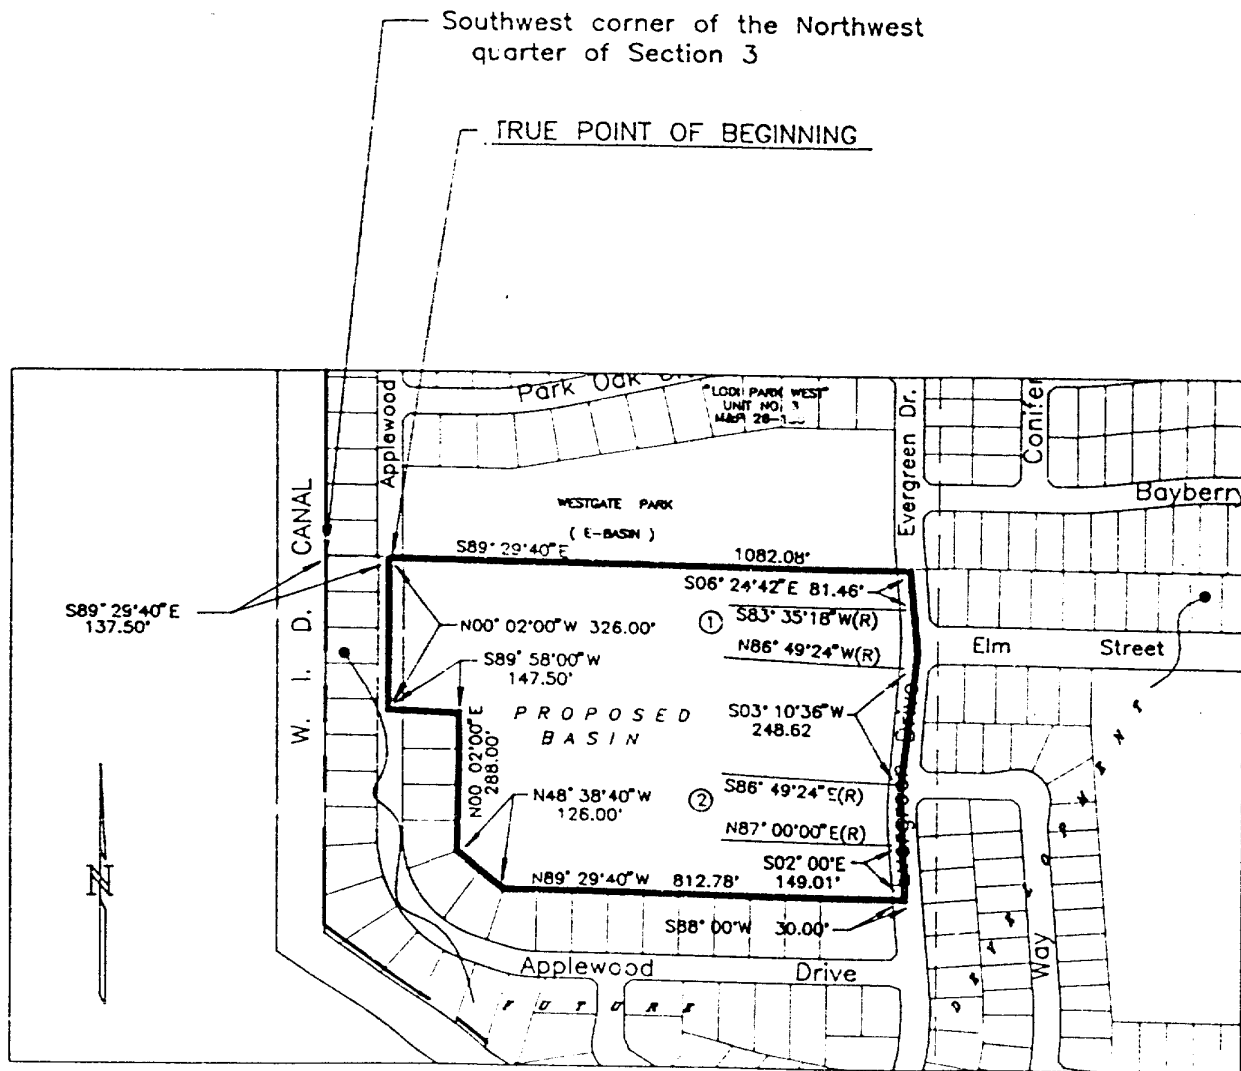 Southwest corner of the Northwest
quarter of Section 3
TRUE POINT OF BEGINNING
Applewood
Park Oak
"LODI PARK WEST"
UNIT NO. 3
M&P 28-
Evergreen Dr.
Conifer
Bayberry
W. I. D. CANAL
WESTGATE PARK
( E-BASIN )
S89° 29'40"E
1082.08'
S06° 24'42"E 81.46'
S89° 29'40"E
137.50'
① S83° 35'18"W(R)
N00° 02'00"W 326.00'
N86° 49'24"W(R)
Elm Street
S89° 58'00"W
147.50'
PROPOSED
BASIN
S03° 10'36"W
248.62
Evergreen Drive
N00 02'00"E
288.00'
② S86° 49'24"E(R)
N48° 38'40"W
126.00'
N87° 00'00"E(R)
S02° 00'E
149.01'
N89° 29'40"W 812.78'
S88° 00'W 30.00'
N
Applewood Drive
Way
FUTURE
DEVELOPMENT